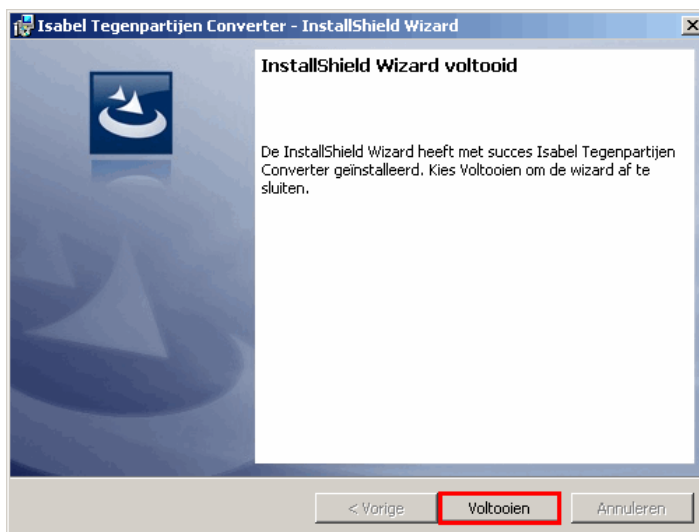 Isabel Tegenpartijen Converter - InstallShield Wizard
InstallShield Wizard voltooid
De InstallShield Wizard heeft met succes Isabel Tegenpartijen
Converter geïnstalleerd. Kies Voltooien om de wizard af te
sluiten.
< Vorige
Voltooien
Annuleren